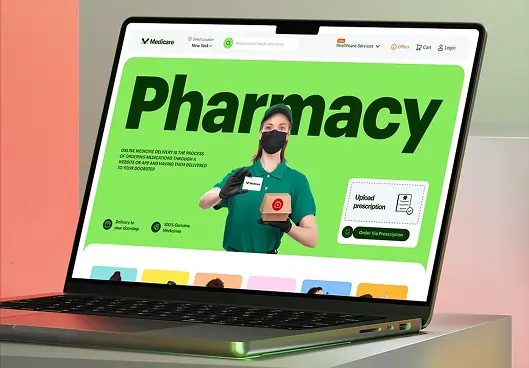 Medicare
Select Location
New York
Healthcare Services
Offers
Cart
Login
Pharmacy
ONLINE MEDICINE DELIVERY IS THE PROCESS
OF ORDERING MEDICATIONS THROUGH A
WEBSITE OR APP AND HAVING THEM DELIVERED
TO YOUR DOORSTEP.
Medicare
Upload
prescription
Delivery to
your doorstep
100% Genuine
Medicines
Order Via Prescription